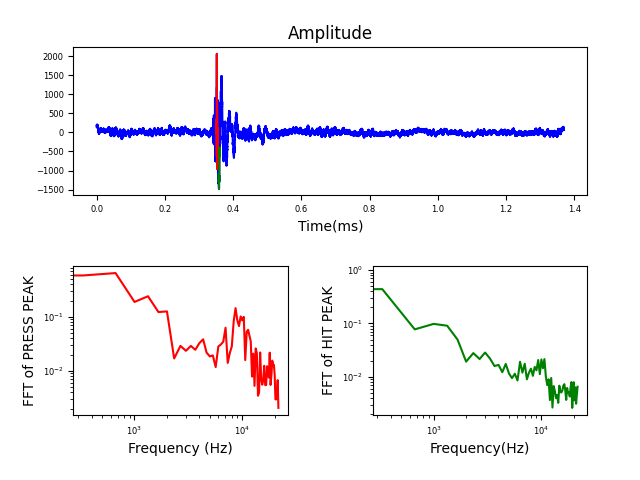 Amplitude
2000
1500
1000
500
0
−500
−1000
−1500
0.0 0.2 0.4 0.6 0.8 1.0 1.2 1.4
Time(ms)
FFT of PRESS PEAK
10⁻¹
10⁻²
10³ 10⁴
Frequency (Hz)
FFT of HIT PEAK
10⁰
10⁻¹
10⁻²
10³ 10⁴
Frequency(Hz)